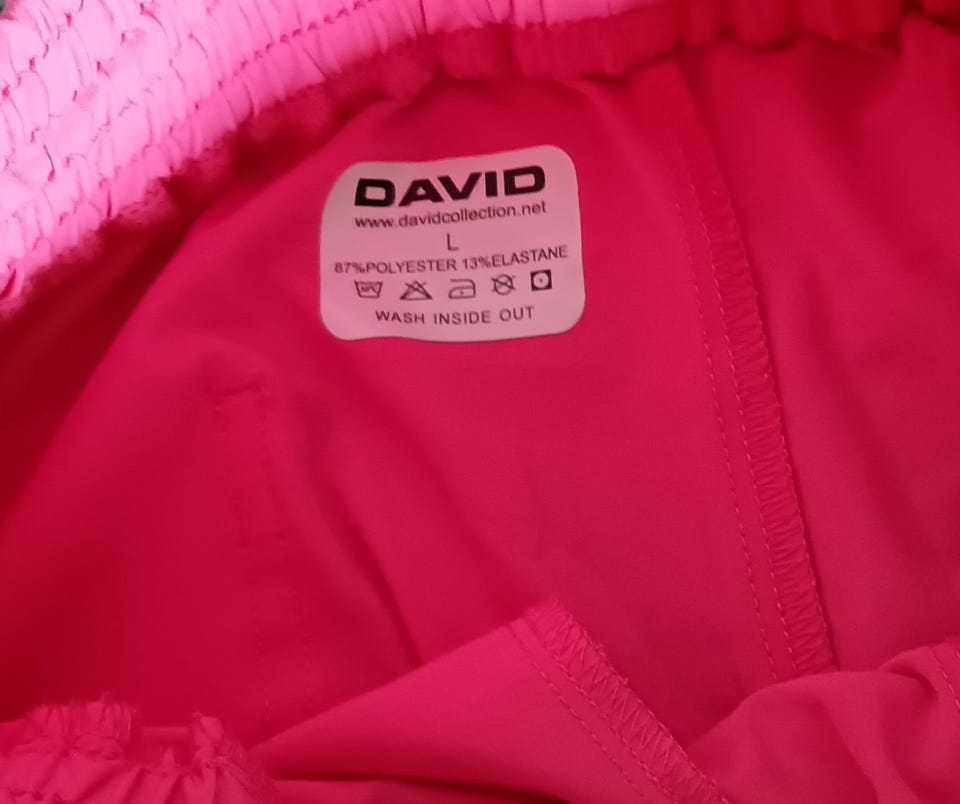 DAVID
www.davidcollection.net
L
87%POLYESTER 13%ELASTANE
WASH INSIDE OUT